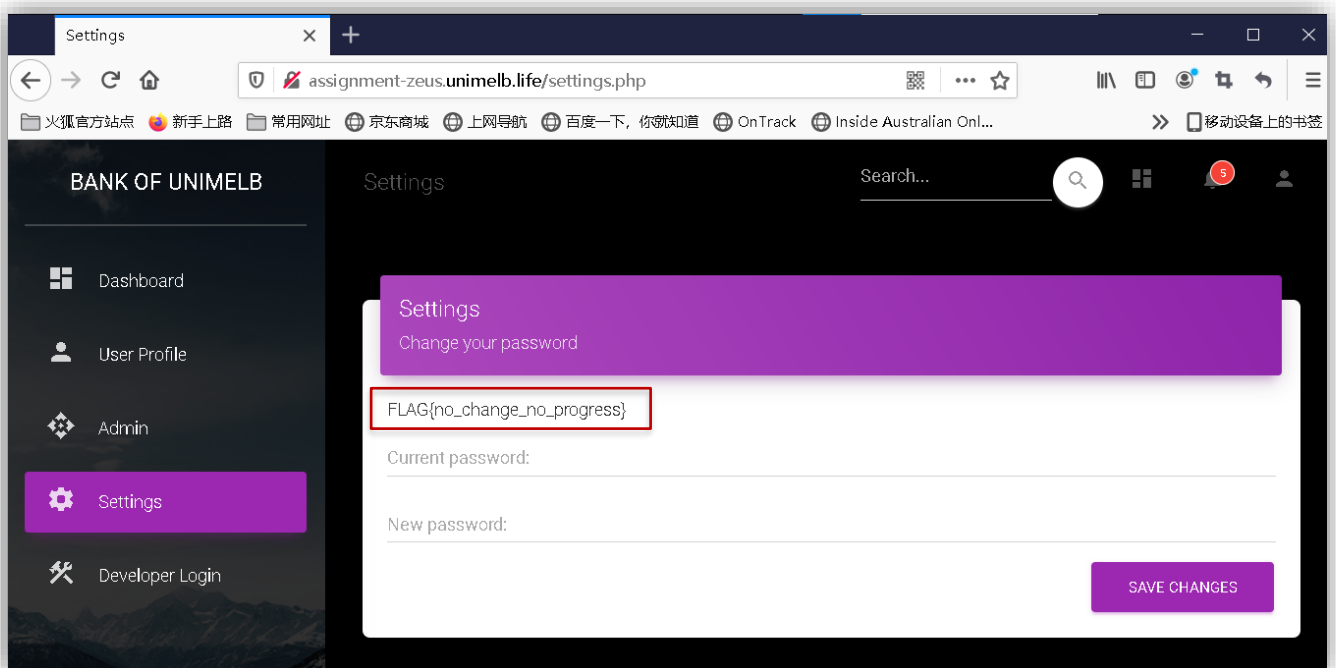 Settings
assignment-zeus.unimelb.life/settings.php
火狐官方站点 新手上路 常用网址 京东商城 上网导航 百度一下，你就知道 OnTrack Inside Australian Onl... 移动设备上的书签
BANK OF UNIMELB
Settings
Search...
5
Dashboard
User Profile
Admin
Settings
Developer Login
Settings
Change your password
FLAG{no_change_no_progress}
Current password:
New password:
SAVE CHANGES